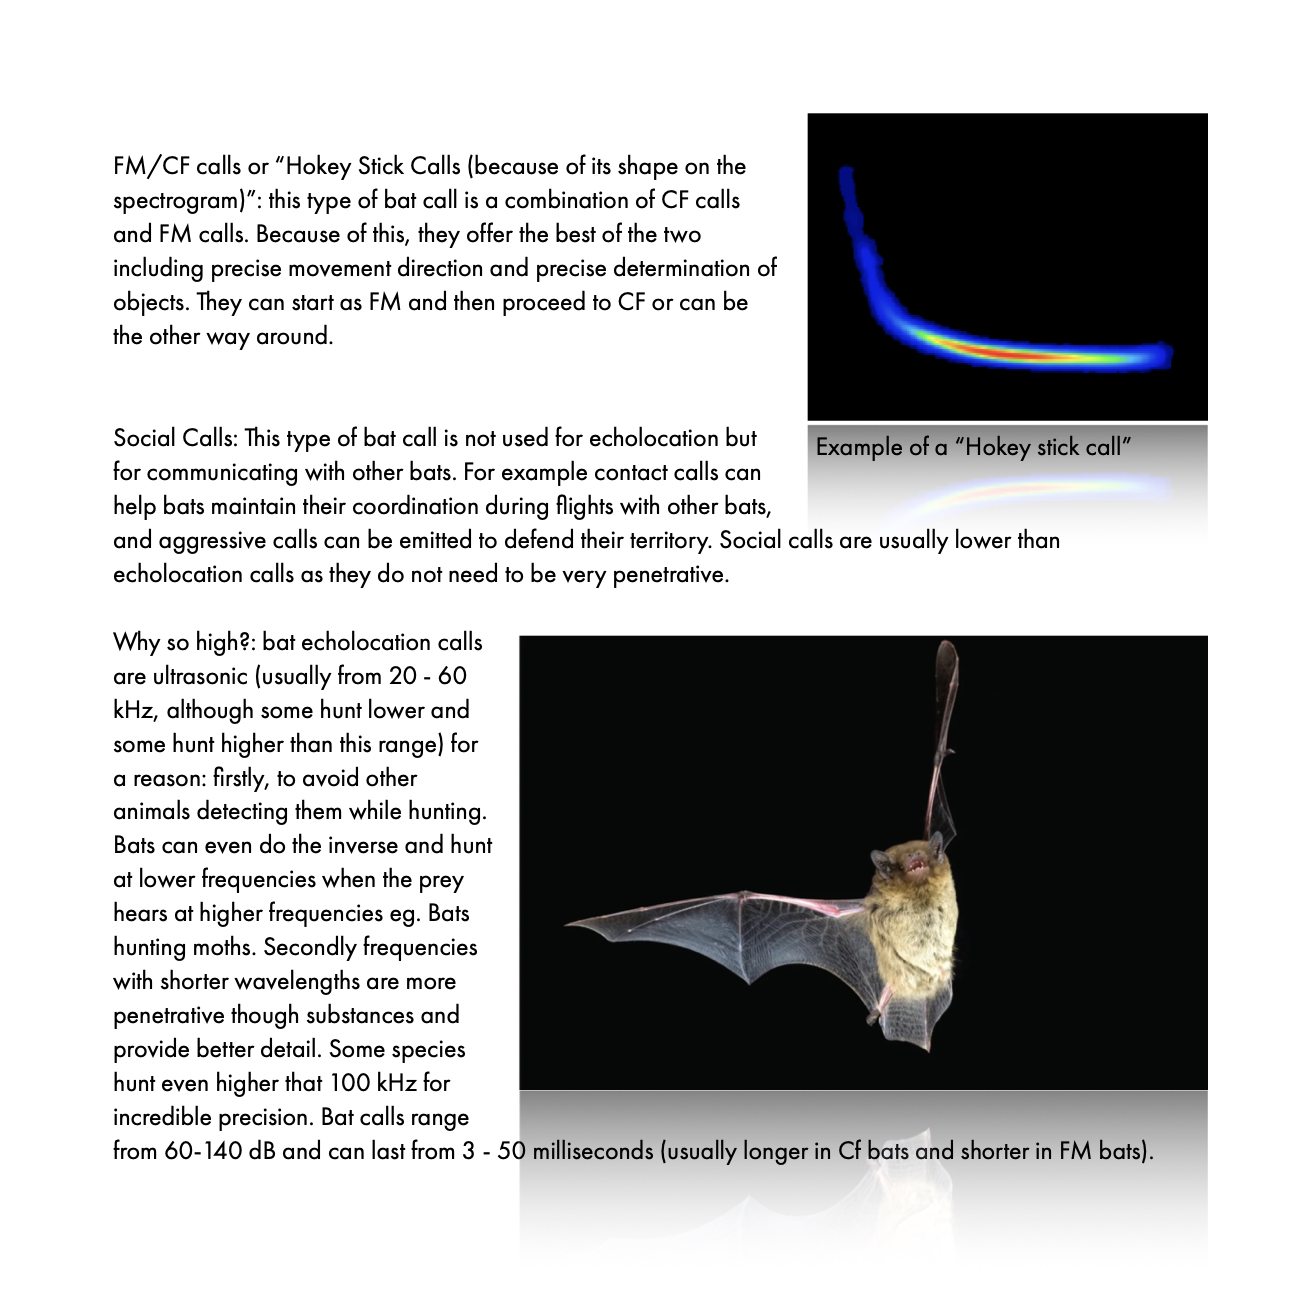 FM/CF calls or “Hokey Stick Calls (because of its shape on the
spectrogram)”: this type of bat call is a combination of CF calls
and FM calls. Because of this, they offer the best of the two
including precise movement direction and precise determination of
objects. They can start as FM and then proceed to CF or can be
the other way around.
Example of a “Hokey stick call”
Social Calls: This type of bat call is not used for echolocation but
for communicating with other bats. For example contact calls can
help bats maintain their coordination during flights with other bats,
and aggressive calls can be emitted to defend their territory. Social calls are usually lower than
echolocation calls as they do not need to be very penetrative.
Why so high?: bat echolocation calls
are ultrasonic (usually from 20 - 60
kHz, although some hunt lower and
some hunt higher than this range) for
a reason: firstly, to avoid other
animals detecting them while hunting.
Bats can even do the inverse and hunt
at lower frequencies when the prey
hears at higher frequencies eg. Bats
hunting moths. Secondly frequencies
with shorter wavelengths are more
penetrative though substances and
provide better detail. Some species
hunt even higher that 100 kHz for
incredible precision. Bat calls range
from 60-140 dB and can last from 3 - 50 milliseconds (usually longer in Cf bats and shorter in FM bats).